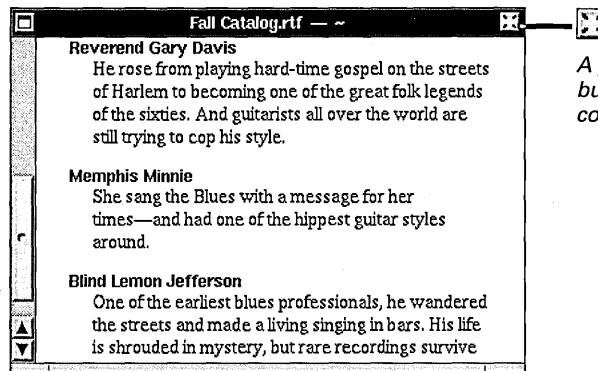 Fall Catalog.rtf — ~
Reverend Gary Davis
He rose from playing hard-time gospel on the streets
of Harlem to becoming one of the great folk legends
of the sixties. And guitarists all over the world are
still trying to cop his style.
Memphis Minnie
She sang the Blues with a message for her
times—and had one of the hippest guitar styles
around.
Blind Lemon Jefferson
One of the earliest blues professionals, he wandered
the streets and made a living singing in bars. His life
is shrouded in mystery, but rare recordings survive
A
bu
co